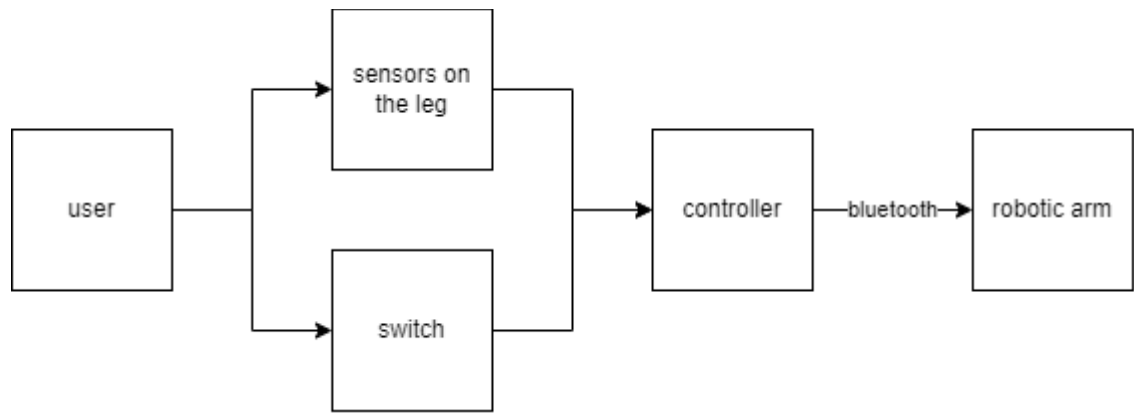 user
sensors on
the leg
switch
controller
bluetooth
robotic arm